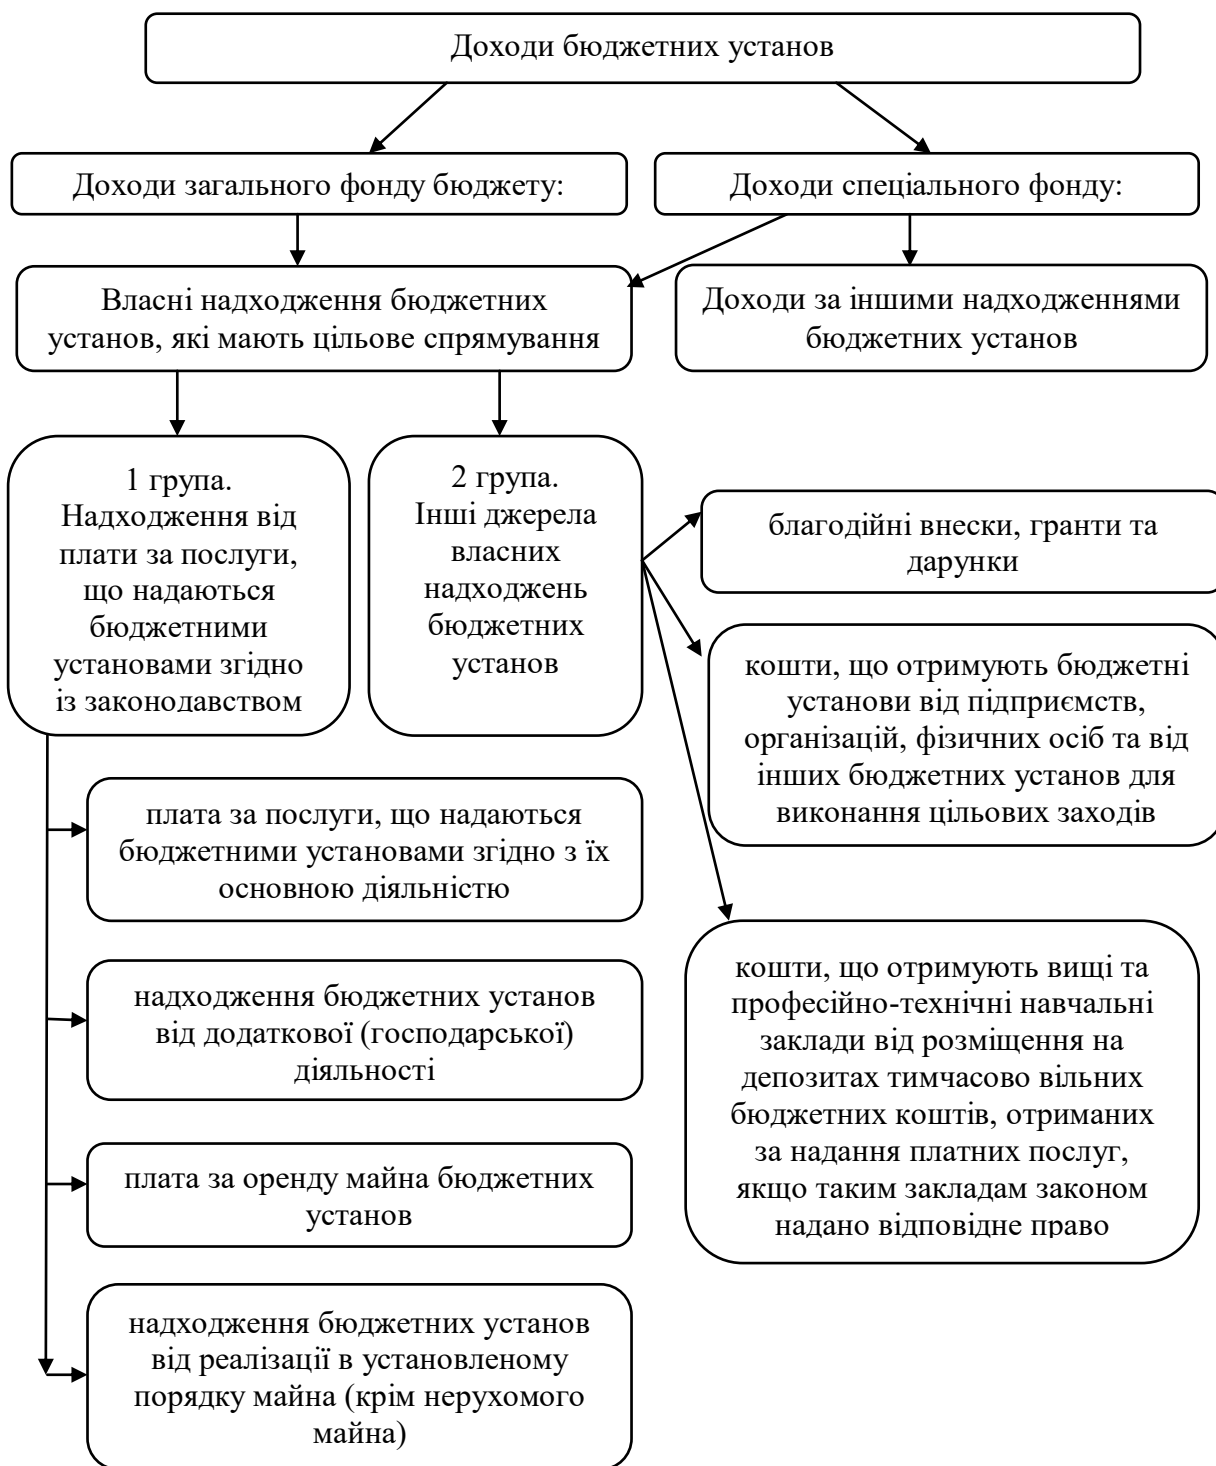 Доходи бюджетних установ
Доходи загального фонду бюджету:
Доходи спеціального фонду:
Власні надходження бюджетних
установ, які мають цільове спрямування
Доходи за іншими надходженнями
бюджетних установ
1 група.
Надходження від
плати за послуги,
що надаються
бюджетними
установами згідно
із законодавством
2 група.
Інші джерела
власних
надходжень
бюджетних
установ
благодійні внески, гранти та
дарунки
кошти, що отримують бюджетні
установи від підприємств,
організацій, фізичних осіб та від
інших бюджетних установ для
виконання цільових заходів
плата за послуги, що надаються
бюджетними установами згідно з їх
основною діяльністю
кошти, що отримують вищі та
професійно-технічні навчальні
заклади від розміщення на
депозитах тимчасово вільних
бюджетних коштів, отриманих
за надання платних послуг,
якщо таким закладам законом
надано відповідне право
надходження бюджетних установ
від додаткової (господарської)
діяльності
плата за оренду майна бюджетних
установ
надходження бюджетних установ
від реалізації в установленому
порядку майна (крім нерухомого
майна)